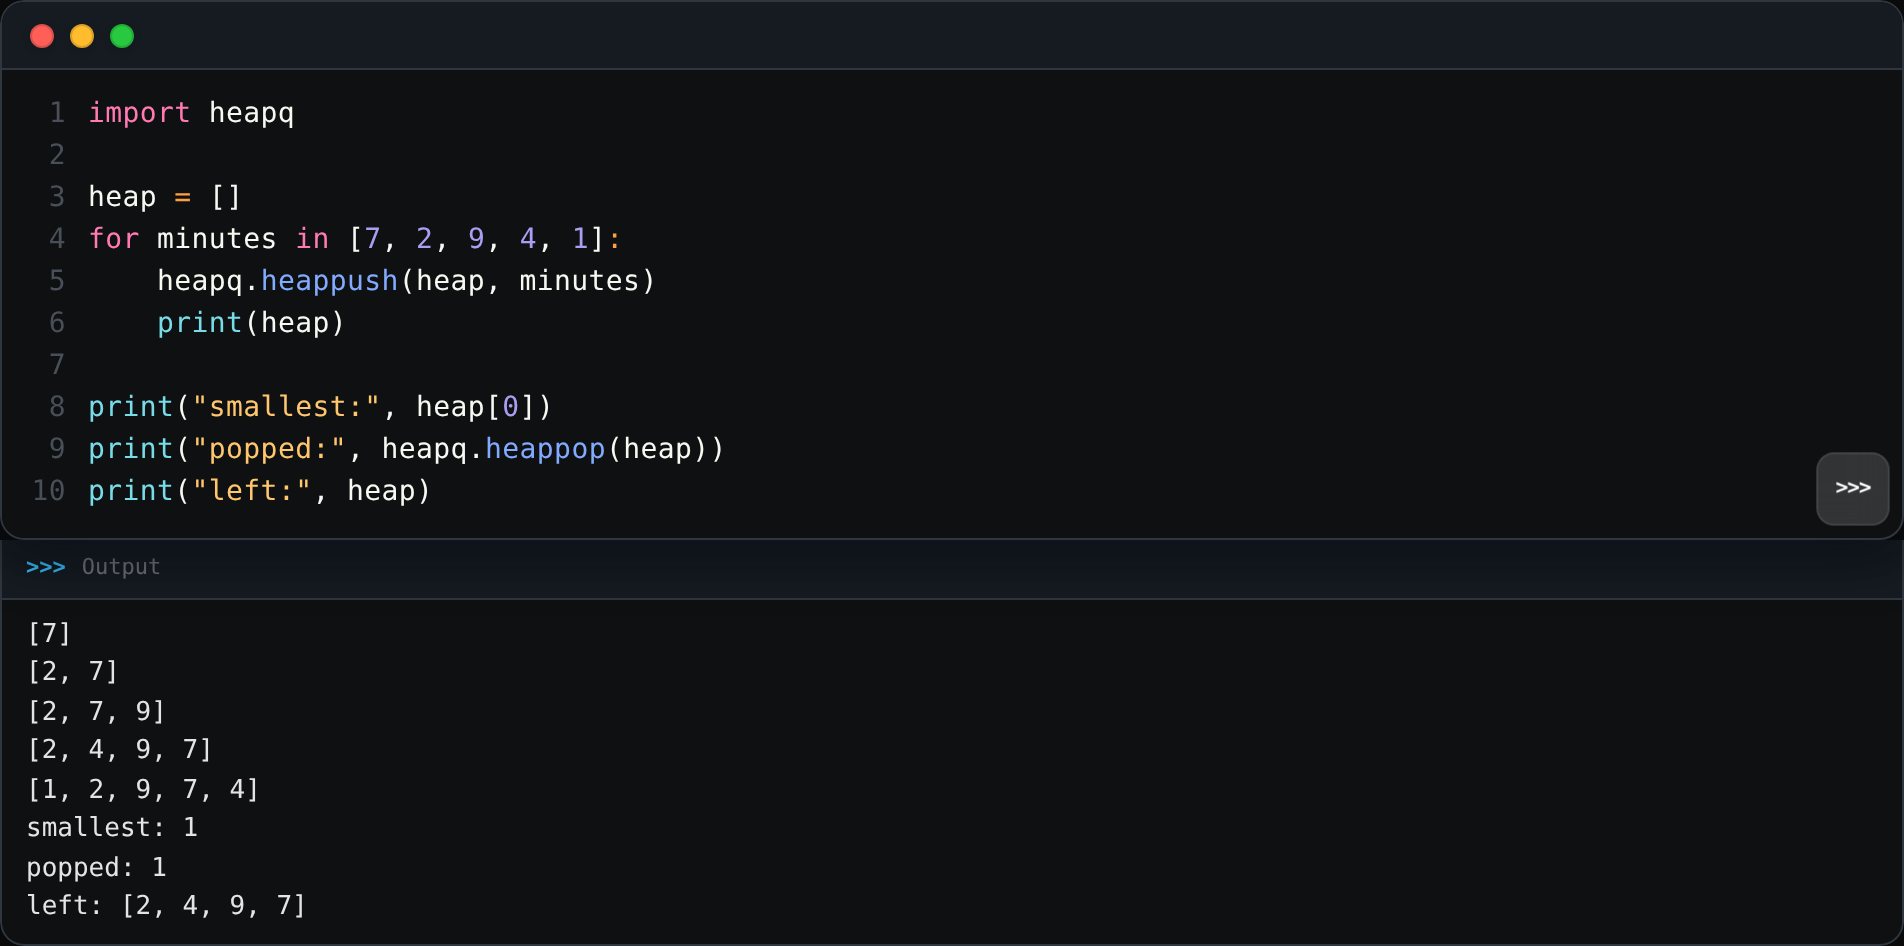 1 import heapq
2
3 heap = []
4 for minutes in [7, 2, 9, 4, 1]:
5     heapq.heappush(heap, minutes)
6     print(heap)
7
8 print("smallest:", heap[0])
9 print("popped:", heapq.heappop(heap))
10 print("left:", heap)
>>>
>>> Output
[7]
[2, 7]
[2, 7, 9]
[2, 4, 9, 7]
[1, 2, 9, 7, 4]
smallest: 1
popped: 1
left: [2, 4, 9, 7]